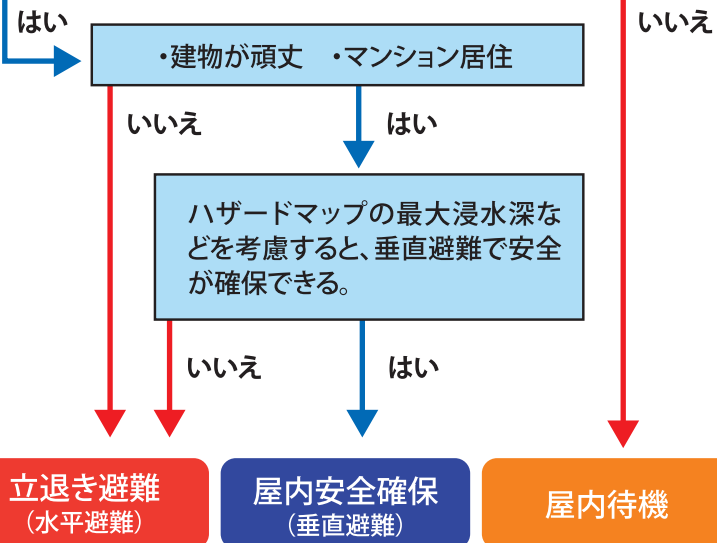 はい
いいえ
・建物が頑丈　・マンション居住
いいえ
はい
ハザードマップの最大浸水深な
どを考慮すると、垂直避難で安全
が確保できる。
いいえ
はい
立退き避難
（水平避難）
屋内安全確保
（垂直避難）
屋内待機